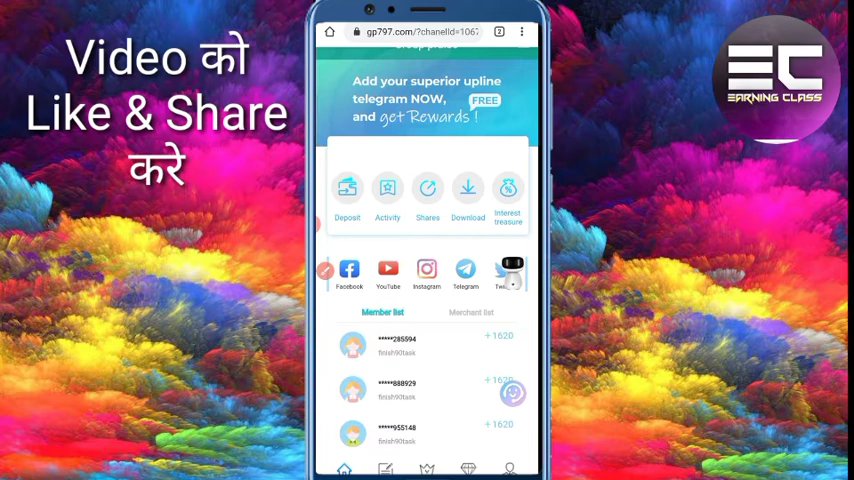 Video को
Like & Share
करे
EC
EARNING CLASS
gp797.com/?chanelId=1067
2
Add your superior upline
telegram NOW, FREE
and get Rewards !
Deposit
Activity
Shares
Download
Interest
treasure
Facebook
YouTube
Instagram
Telegram
Member list
Merchant list
*****285594
+1620
finish90task
*****888929
+1620
finish90task
*****955148
+1620
finish90task